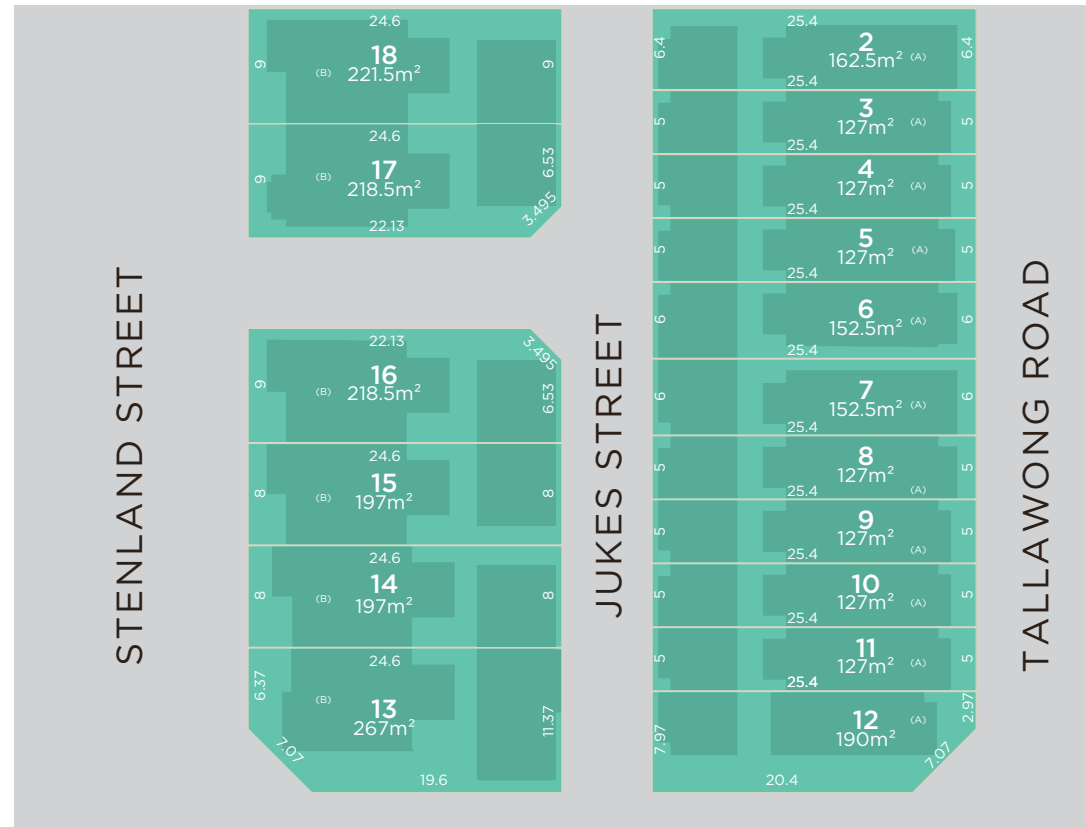 STENLAND STREET
24.6
18
9
(B)
221.5m²
9
24.6
17
9
(B)
218.5m²
6.53
3.495
22.13
22.13
3.495
16
9
(B)
218.5m²
6.53
24.6
15
8
(B)
197m²
8
24.6
14
8
(B)
197m²
8
24.6
6.37
(B)
13
267m²
11.37
7.07
19.6
JUKES STREET
25.4
6.4
2
162.5m² (A)
6.4
25.4
3
5
127m² (A)
5
25.4
4
5
127m² (A)
5
25.4
5
5
127m² (A)
5
25.4
6
6
152.5m² (A)
6
25.4
7
6
152.5m² (A)
6
25.4
8
5
127m²
5
25.4
(A)
9
5
127m²
5
25.4
(A)
10
5
127m² (A)
5
25.4
11
5
127m² (A)
5
25.4
12
7.97
190m²
(A)
2.97
7.07
20.4
TALLAWONG ROAD